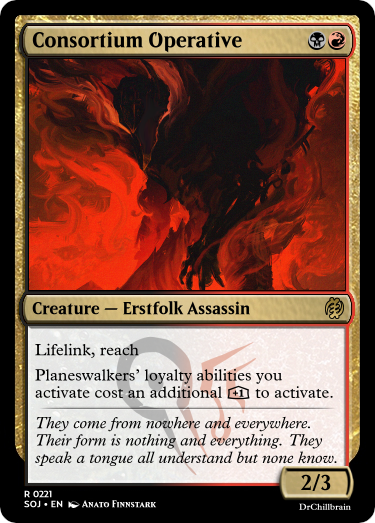 Consortium Operative
Creature — Erstfolk Assassin
Lifelink, reach
Planeswalkers' loyalty abilities you
activate cost an additional +1 to activate.
They come from nowhere and everywhere.
Their form is nothing and everything. They
speak a tongue all understand but none know.
2/3
R 0221
SOJ • EN Anato Finnstark
DrChillbrain